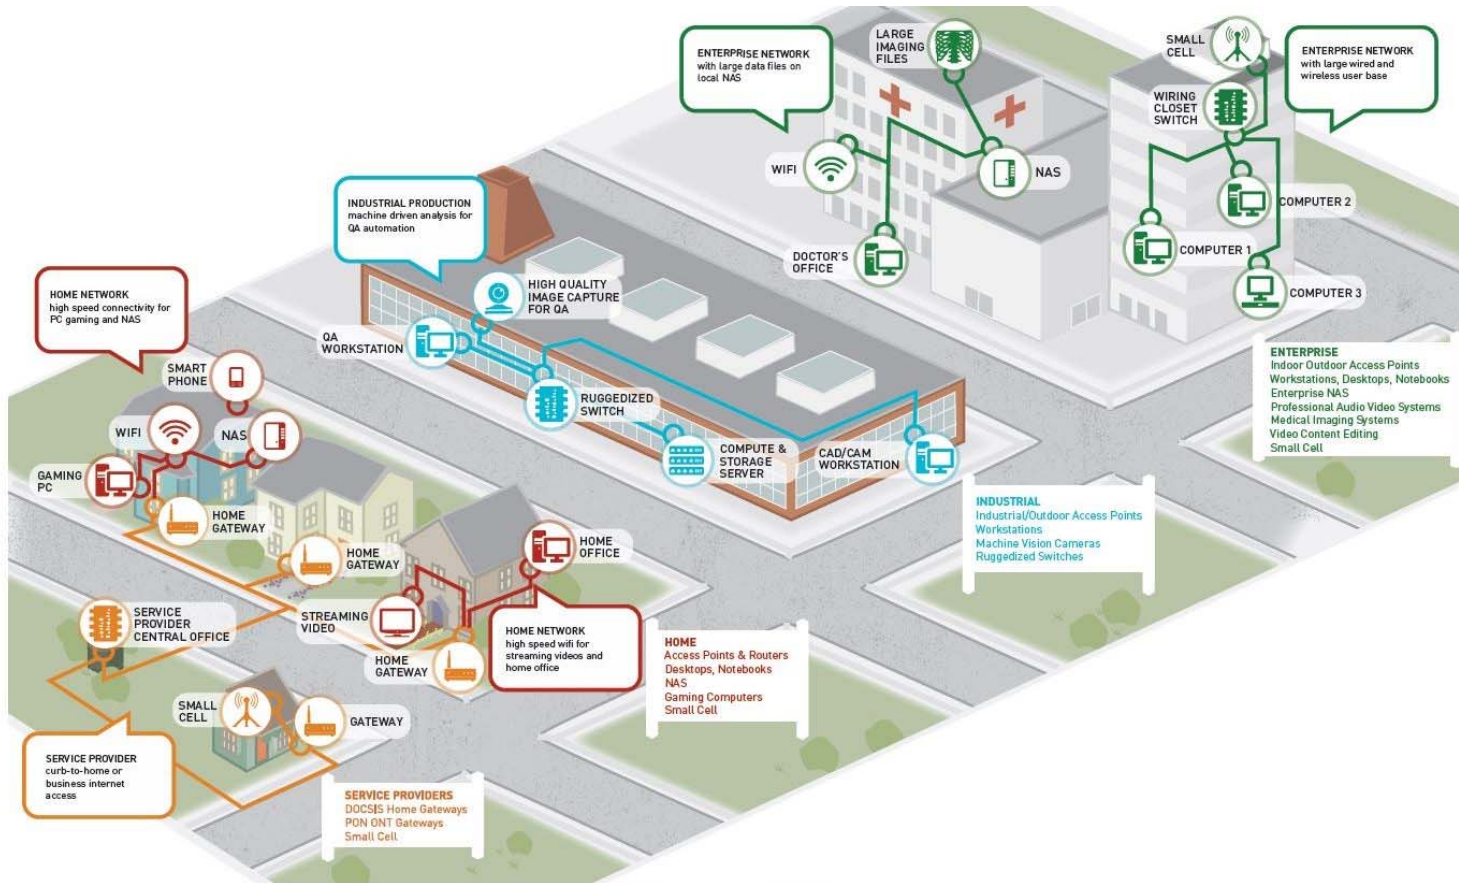 ENTERPRISE NETWORK
with large data files on
local NAS
LARGE
IMAGING
FILES
WIFI
NAS
DOCTOR'S
OFFICE
SMALL
CELL
WIRING
CLOSET
SWITCH
ENTERPRISE NETWORK
with large wired and
wireless user base
COMPUTER 2
COMPUTER 1
COMPUTER 3
INDUSTRIAL PRODUCTION
machine driven analysis for
QA automation
HIGH QUALITY
IMAGE CAPTURE
FOR QA
QA
WORKSTATION
RUGGEDIZED
SWITCH
COMPUTE &
STORAGE
SERVER
CAD/CAM
WORKSTATION
HOME NETWORK
high speed connectivity for
PC gaming and NAS
SMART
PHONE
WIFI
NAS
GAMING
PC
HOME
GATEWAY
HOME
GATEWAY
HOME
OFFICE
STREAMING
VIDEO
HOME
GATEWAY
HOME NETWORK
high speed wifi for
streaming videos and
home office
SERVICE
PROVIDER
CENTRAL OFFICE
SMALL
CELL
GATEWAY
SERVICE PROVIDER
curb-to-home or
business internet
access
ENTERPRISE
Indoor Outdoor Access Points
Workstations, Desktops, Notebooks
Enterprise NAS
Professional Audio Video Systems
Medical Imaging Systems
Video Content Editing
Small Cell
INDUSTRIAL
Industrial/Outdoor Access Points
Workstations
Machine Vision Cameras
Ruggedized Switches
HOME
Access Points & Routers
Desktops, Notebooks
NAS
Gaming Computers
Small Cell
SERVICE PROVIDERS
DOCSIS Home Gateways
PON ONT Gateways
Small Cell